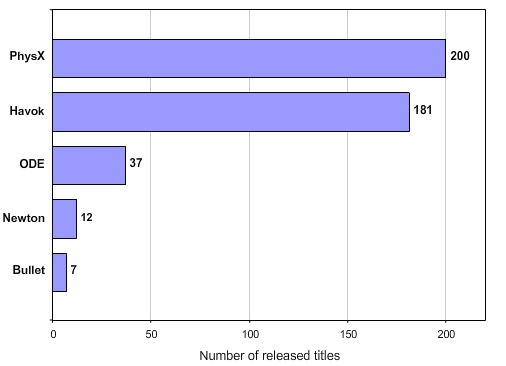 PhysX 200
Havok 181
ODE 37
Newton 12
Bullet 7
0 50 100 150 200
Number of released titles